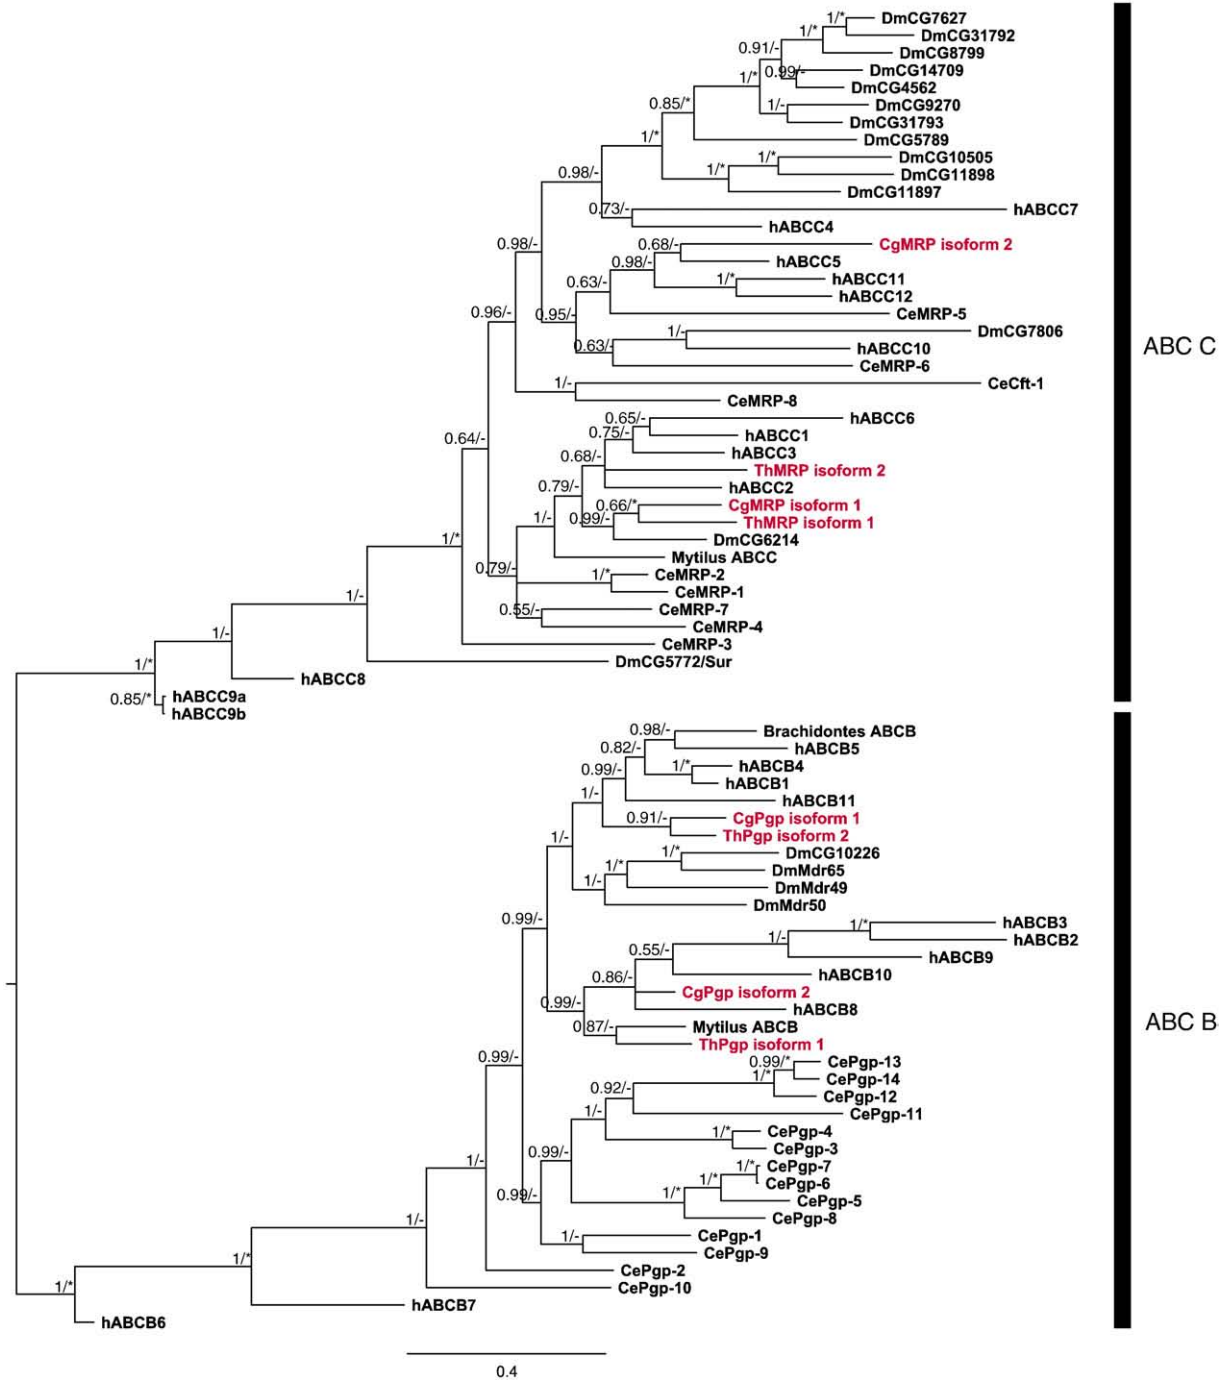 1/*
DmCG7627
1/*
DmCG31792
0.91/-
DmCG8799
0.99/-
DmCG14709
1/*
DmCG4562
0.85/*
1/-
DmCG9270
DmCG31793
1/*
DmCG5789
1/*
DmCG10505
0.98/-
1/*
DmCG11898
DmCG11897
0.73/-
hABCC7
hABCC4
0.98/-
0.68/-
CgMRP isoform 2
0.98/-
hABCC5
0.63/-
1/*
hABCC11
hABCC12
0.96/-
0.95/-
CeMRP-5
1/-
DmCG7806
0.63/-
hABCC10
ABC C
CeMRP-6
1/-
CeCft-1
CeMRP-8
0.65/-
hABCC6
0.64/-
0.75/-
hABCC1
0.68/-
hABCC3
ThMRP isoform 2
0.79/-
hABCC2
0.66/*
CgMRP isoform 1
1/-
0.99/-
ThMRP isoform 1
DmCG6214
1/*
Mytilus ABCC
0.79/-
1/*
CeMRP-2
CeMRP-1
1/-
0.55/-
CeMRP-7
CeMRP-4
1/-
CeMRP-3
1/*
DmCG5772/Sur
hABCC8
0.85/*
hABCC9a
hABCC9b
0.98/-
Brachidontes ABCB
0.82/-
hABCB5
0.99/-
1/*
hABCB4
hABCB1
1/-
hABCB11
0.91/-
CgPgp isoform 1
1/-
ThPgp isoform 2
1/*
DmCG10226
1/*
DmMdr65
1/-
DmMdr49
DmMdr50
0.99/-
1/*
hABCB3
1/-
hABCB2
0.55/-
hABCB9
0.86/-
hABCB10
CgPgp isoform 2
0.99/-
hABCB8
0.87/-
Mytilus ABCB
ABC B
ThPgp isoform 1
0.99/-
0.99/*
CePgp-13
1/*
CePgp-14
0.92/-
CePgp-12
1/-
CePgp-11
1/*
CePgp-4
0.99/-
CePgp-3
1/-
1/*
CePgp-7
1/*
CePgp-6
0.99/-
1/*
CePgp-5
CePgp-8
1/-
1/-
CePgp-1
CePgp-9
1/*
CePgp-2
1/*
CePgp-10
hABCB7
hABCB6
0.4